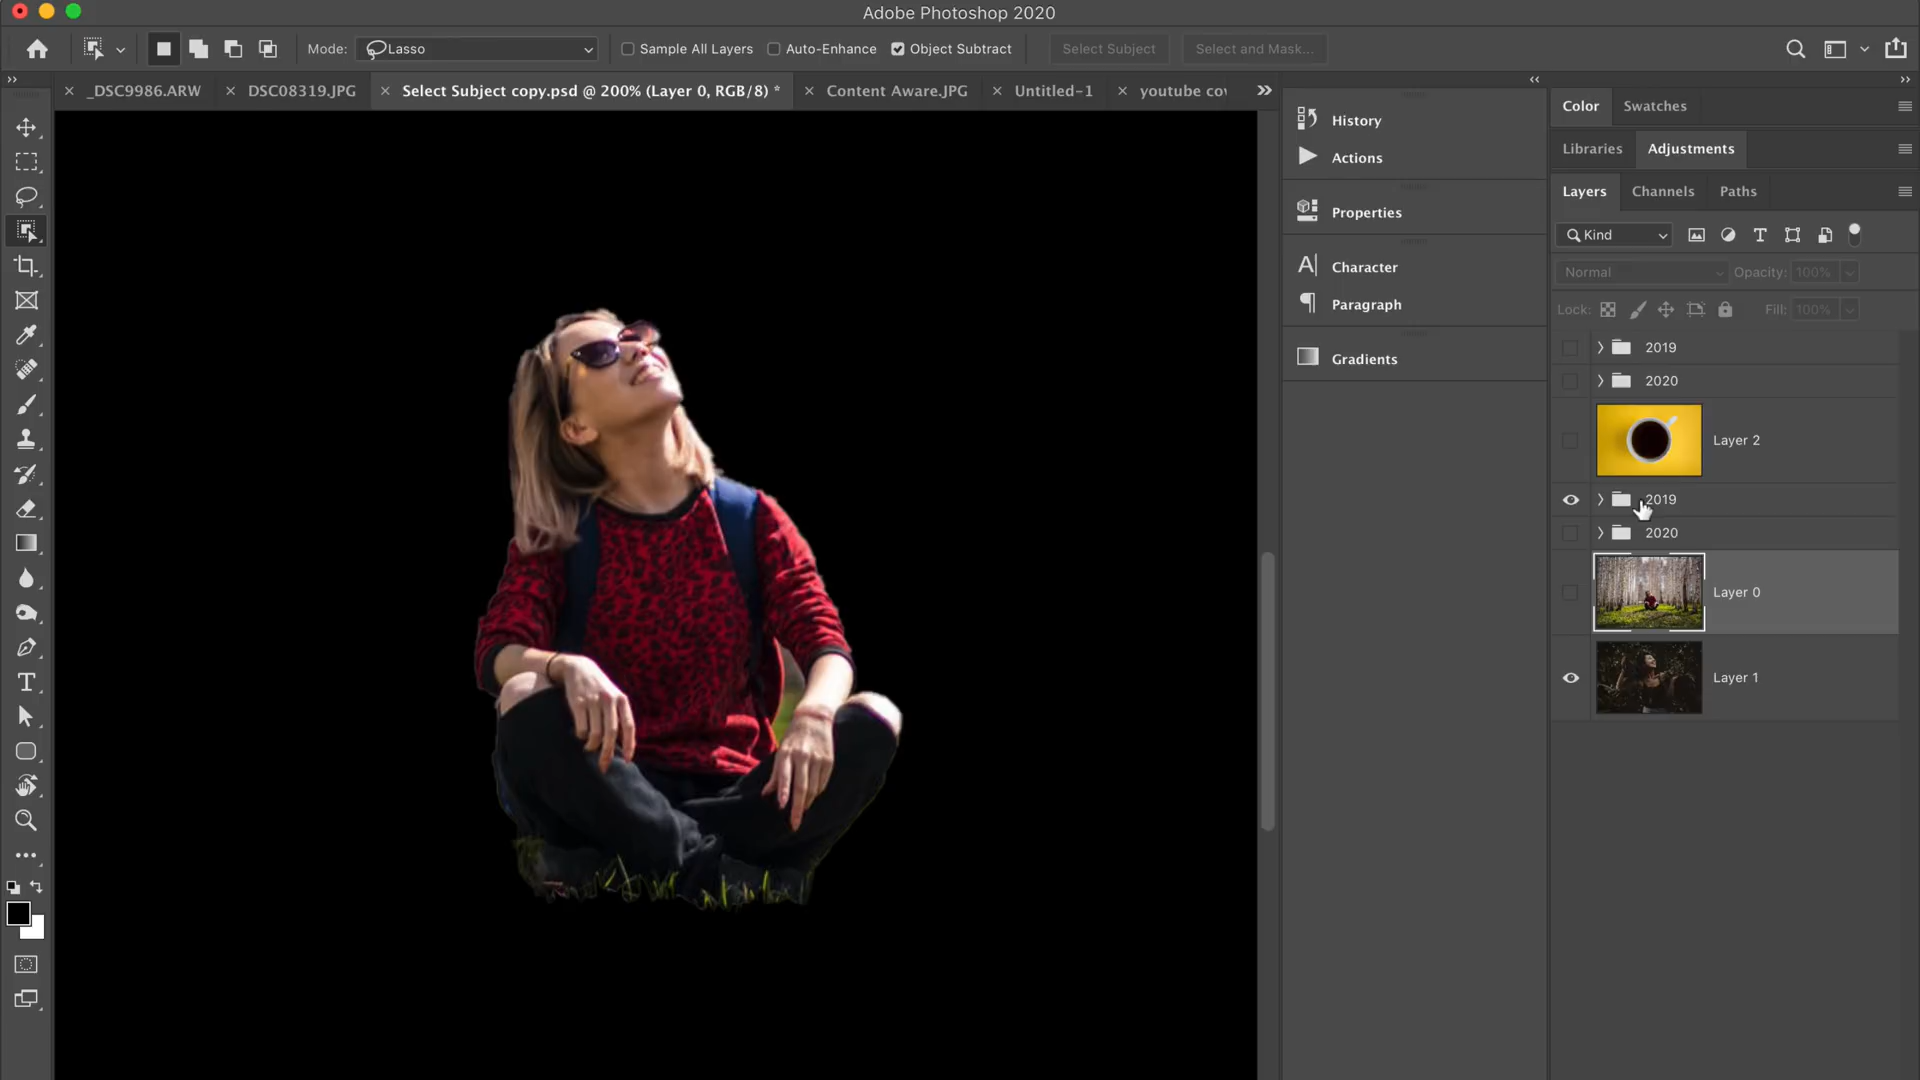 Adobe Photoshop 2020
Mode: Lasso Sample All Layers Auto-Enhance Object Subtract Select Subject Select and Mask...
_DSC9986.ARW DSC08319.JPG Select Subject copy.psd @ 200% (Layer 0, RGB/8) * Content Aware.JPG Untitled-1 youtube cov
History
Actions
Properties
Character
Paragraph
Gradients
Color Swatches
Libraries Adjustments
Layers Channels Paths
Kind
Normal Opacity: 100%
Lock: Fill: 100%
2019
2020
Layer 2
2019
2020
Layer 0
Layer 1